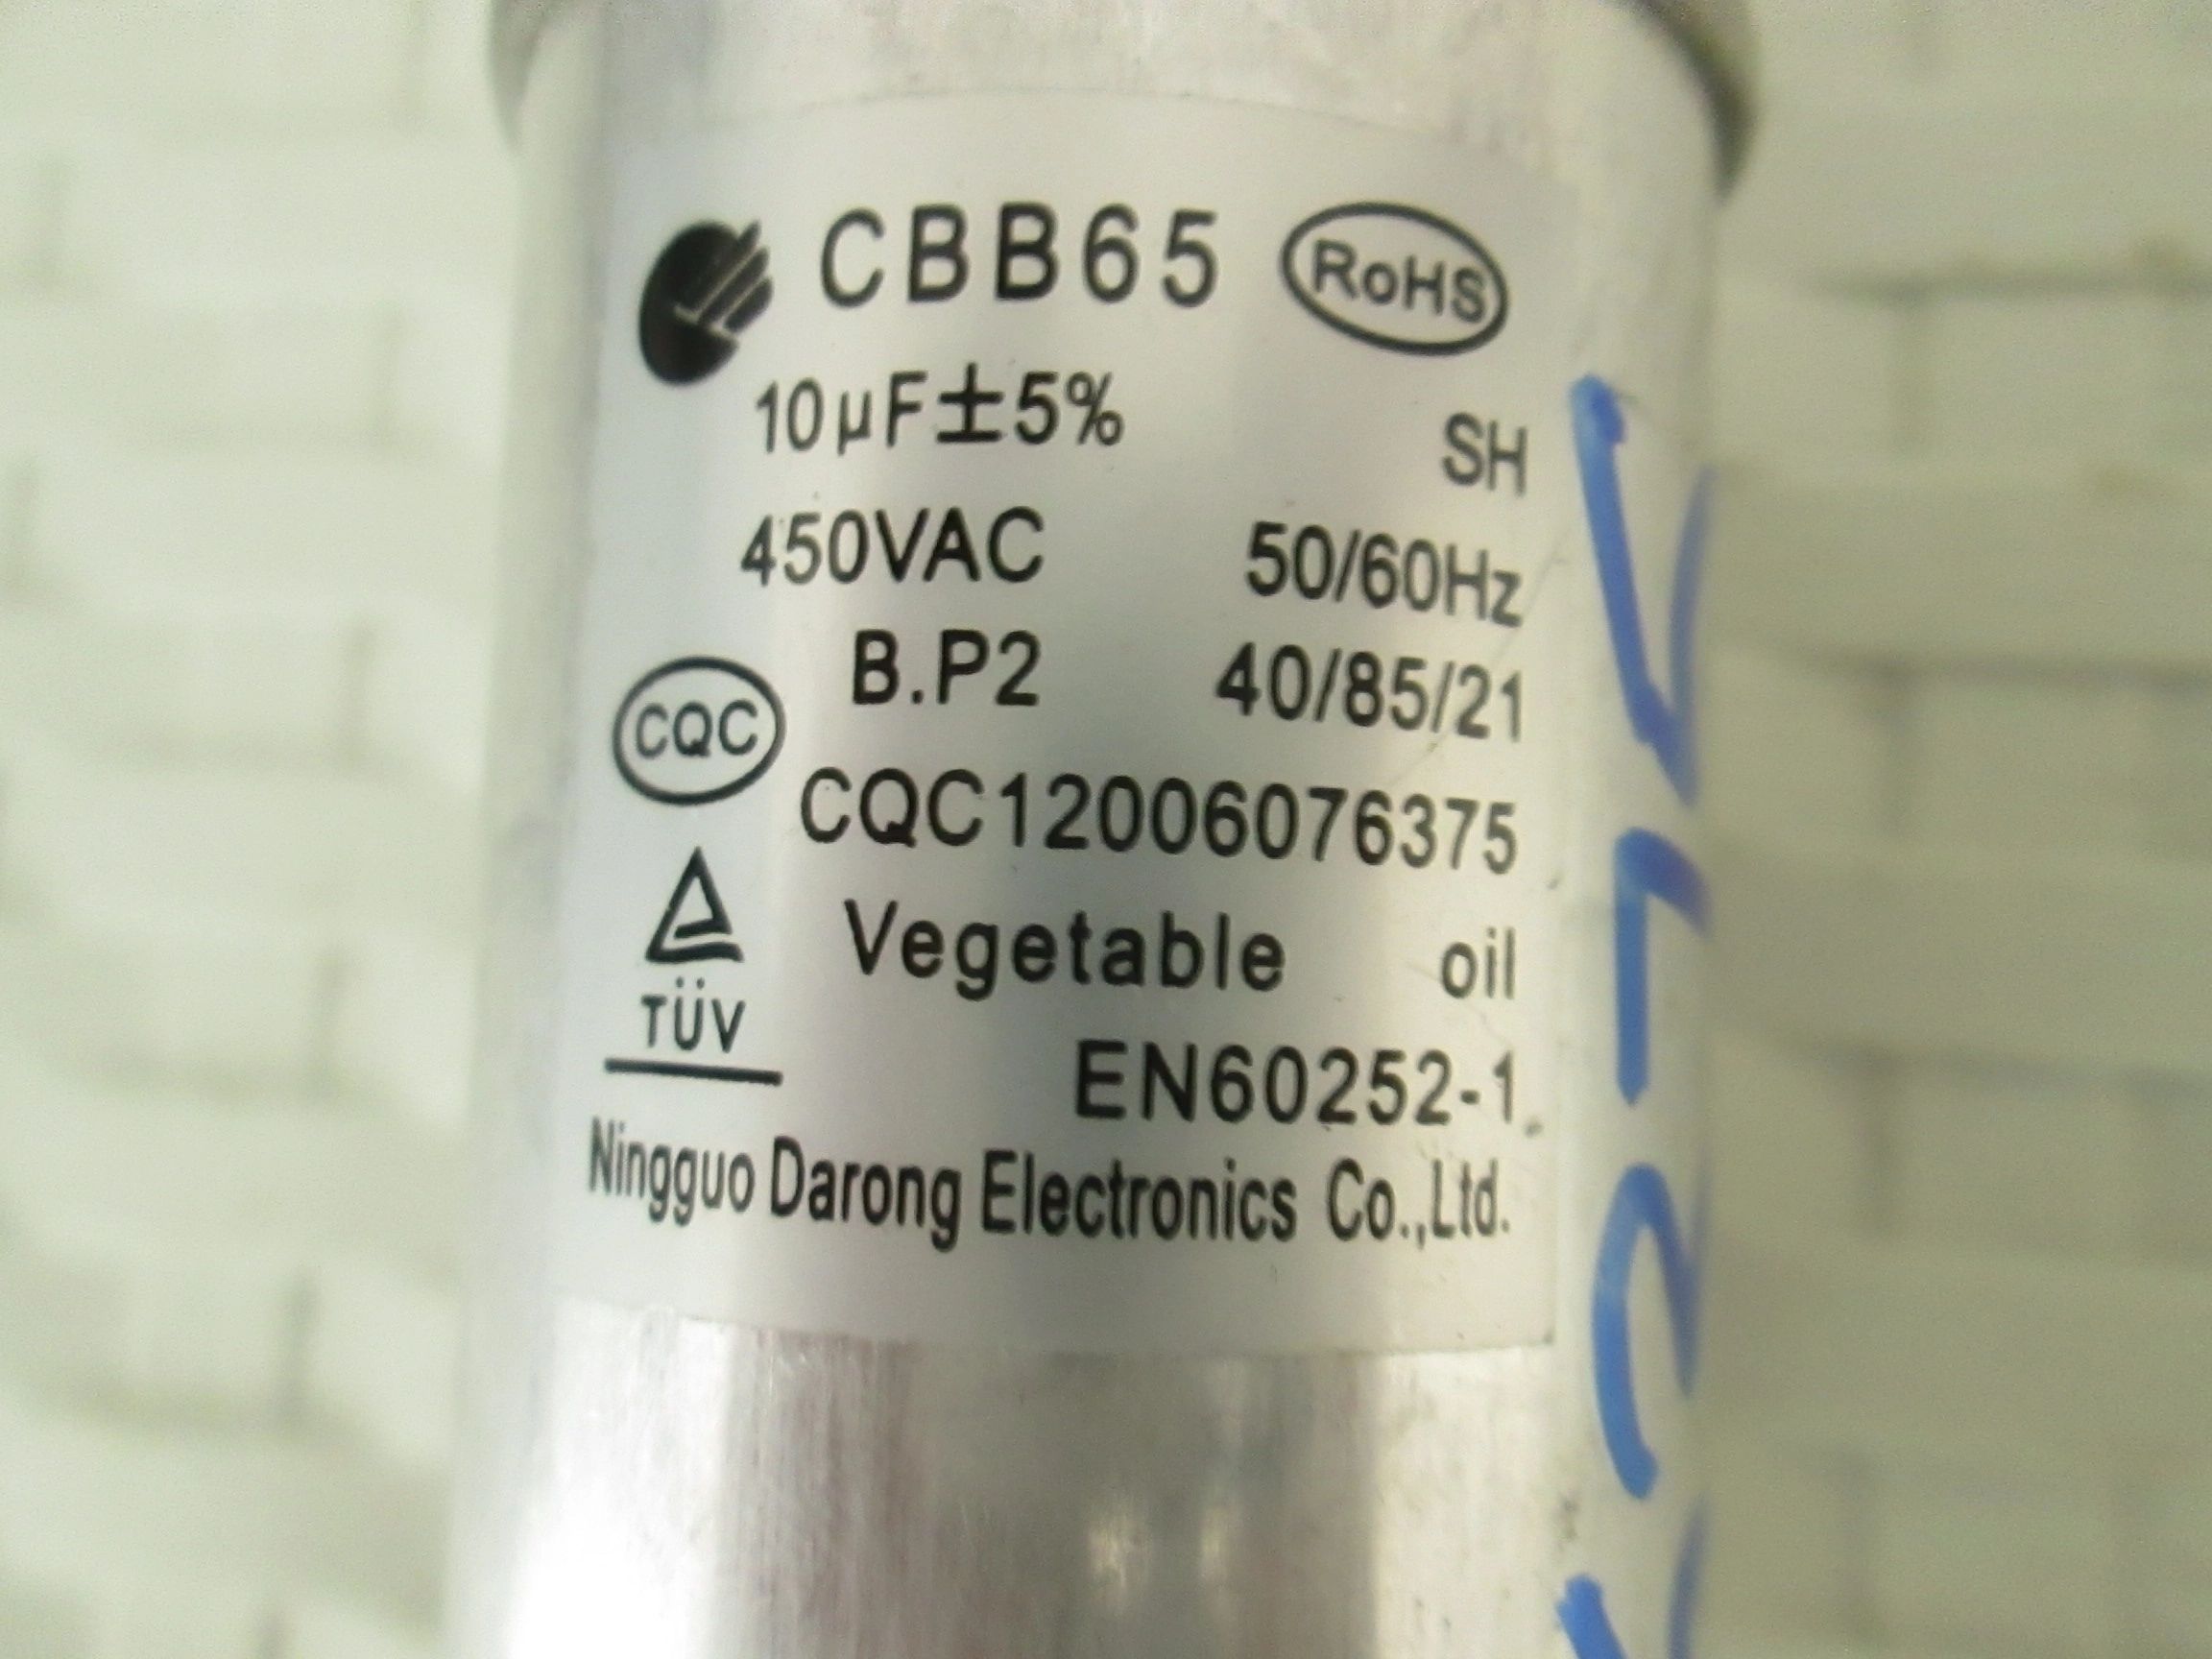 CBB65 RoHS
10μF±5% SH
450VAC 50/60Hz
B.P2 40/85/21
CQC
CQC12006076375
Vegetable oil
TÜV
EN60252-1
Ningguo Darong Electronics Co.,Ltd.